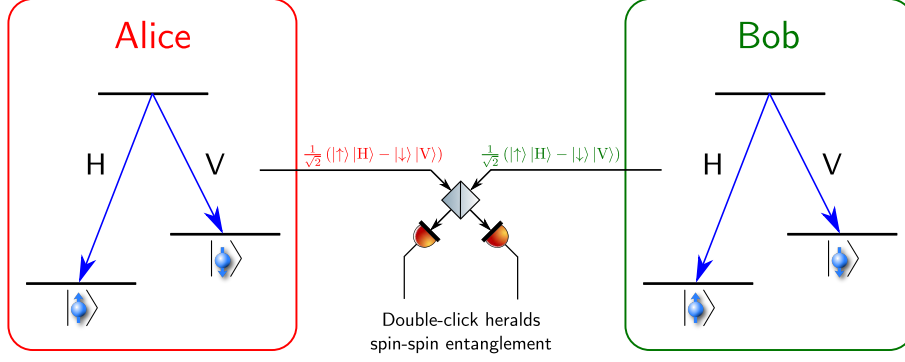 Alice
Bob
H
V
1/√2 (|↑⟩ |H⟩ − |↓⟩ |V⟩)
1/√2 (|↑⟩ |H⟩ − |↓⟩ |V⟩)
H
V
Double-click heralds
spin-spin entanglement